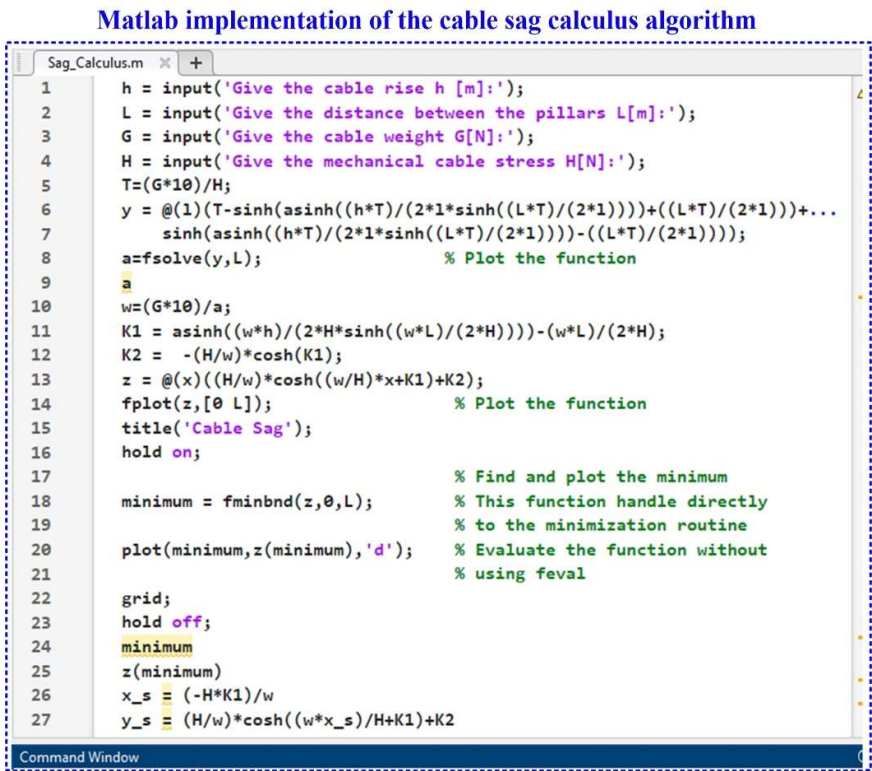 Matlab implementation of the cable sag calculus algorithm
Sag_Calculus.m × +
1 h = input('Give the cable rise h [m]:');
2 L = input('Give the distance between the pillars L[m]:');
3 G = input('Give the cable weight G[N]:');
4 H = input('Give the mechanical cable stress H[N]:');
5 T=(G*10)/H;
6 y = @(l)(T-sinh(asinh((h*T)/(2*l*sinh((L*T)/(2*l))))+((L*T)/(2*l)))+...
7 sinh(asinh((h*T)/(2*l*sinh((L*T)/(2*l))))-((L*T)/(2*l))));
8 a=fsolve(y,L); % Plot the function
9 a
10 w=(G*10)/a;
11 K1 = asinh((w*h)/(2*H*sinh((w*L)/(2*H))))-(w*L)/(2*H);
12 K2 = -(H/w)*cosh(K1);
13 z = @(x)((H/w)*cosh((w/H)*x+K1)+K2);
14 fplot(z,[0 L]); % Plot the function
15 title('Cable Sag');
16 hold on;
17 % Find and plot the minimum
18 minimum = fminbnd(z,0,L); % This function handle directly
19 % to the minimization routine
20 plot(minimum,z(minimum),'d'); % Evaluate the function without
21 % using feval
22 grid;
23 hold off;
24 minimum
25 z(minimum)
26 x_s = (-H*K1)/w
27 y_s = (H/w)*cosh((w*x_s)/H+K1)+K2
Command Window